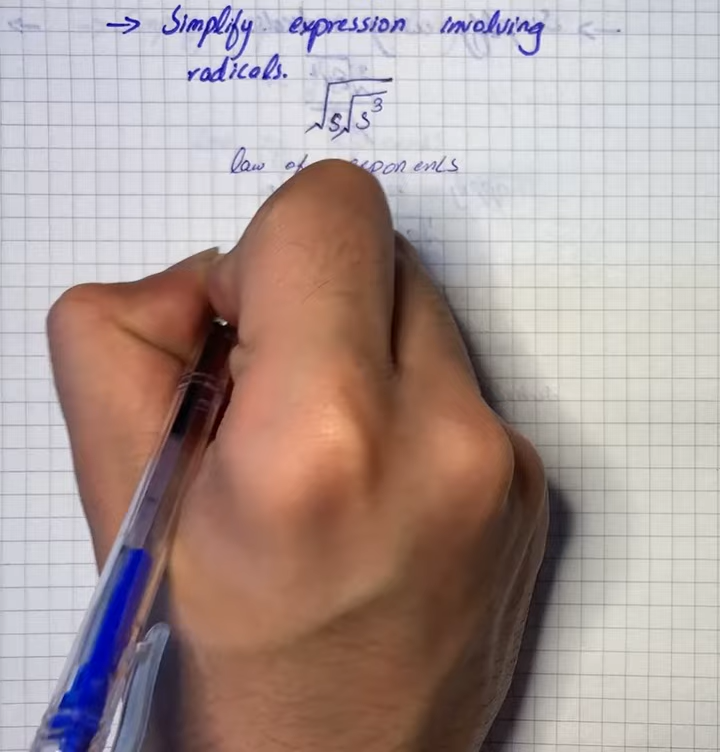 → Simplify expression involving
radicals.
√(s√(s³))
law of